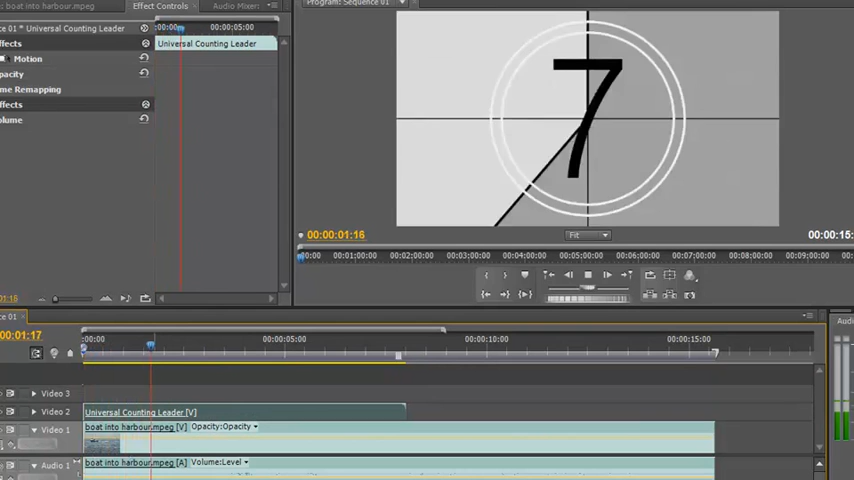 e: boat into harbour.mpeg Effect Controls Audio Mixer:
Program: Sequence 01
ce 01 * Universal Counting Leader
:00:00 00:00:05:00
ffects
Universal Counting Leader
Motion
pacity
me Remapping
ffects
olume
7
00:00:01:16 Fit 00:00:15:
:00:00 00:01:00:00 00:02:00:00 00:03:00:00 00:04:00:00 00:05:00:00 00:06:00:00 00:07:00:00 00:08:00:00 00:09:00:00
:01:16
ce 01
00:01:17
:00:00 00:00:05:00 00:00:10:00 00:00:15:00
Audio
Video 3
Video 2 Universal Counting Leader [V]
Video 1 boat into harbour.mpeg [V] Opacity:Opacity
Audio 1 boat into harbour.mpeg [A] Volume:Level